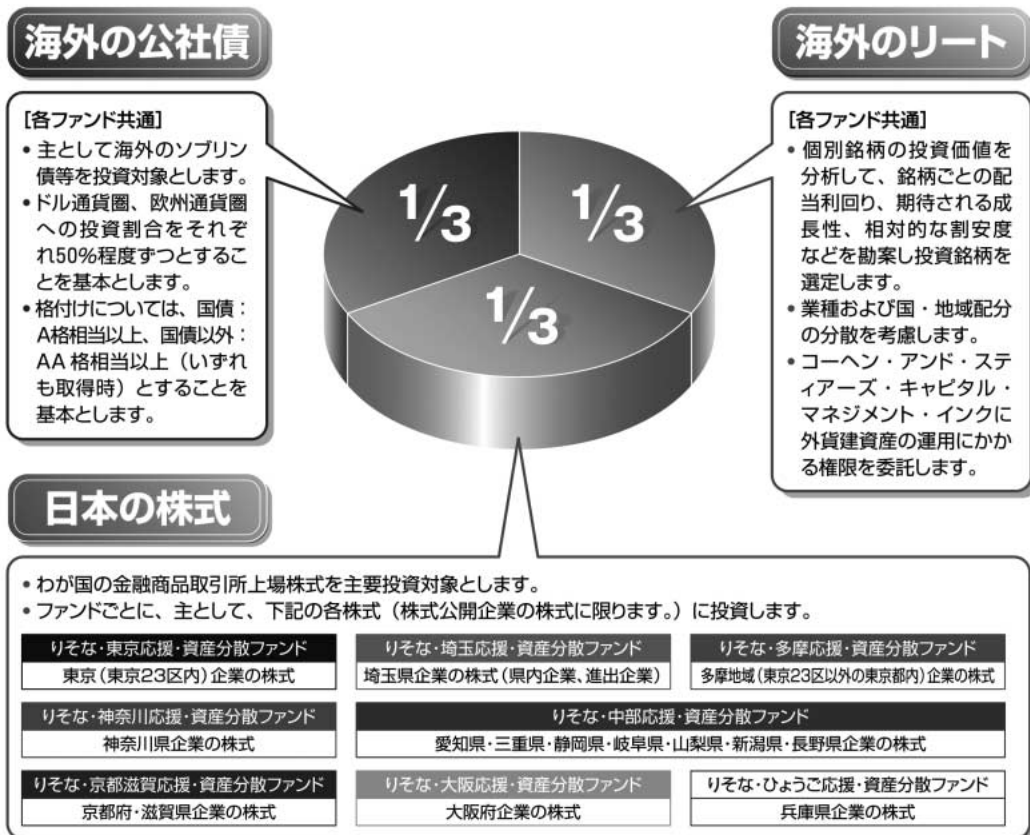 海外の公社債
[各ファンド共通]
• 主として海外のソブリン
債等を投資対象とします。
• ドル通貨圏、欧州通貨圏
への投資割合をそれぞ
れ50%程度ずつとするこ
とを基本とします。
• 格付けについては、国債：
A格相当以上、国債以外：
AA 格相当以上（いずれ
も取得時）とすることを
基本とします。
海外のリート
[各ファンド共通]
• 個別銘柄の投資価値を
分析して、銘柄ごとの配
当利回り、期待される成
長性、相対的な割安度
などを勘案し投資銘柄を
選定します。
• 業種および国・地域配分
の分散を考慮します。
• コーヘン・アンド・ステ
ィアーズ・キャピタル・
マネジメント・インクに
外貨建資産の運用にかか
る権限を委託します。
1/3
1/3
1/3
日本の株式
• わが国の金融商品取引所上場株式を主要投資対象とします。
• ファンドごとに、主として、下記の各株式（株式公開企業の株式に限ります。）に投資します。
りそな・東京応援・資産分散ファンド
東京（東京23区内）企業の株式
りそな・埼玉応援・資産分散ファンド
埼玉県企業の株式（県内企業、進出企業）
りそな・多摩応援・資産分散ファンド
多摩地域（東京23区以外の東京都内）企業の株式
りそな・神奈川応援・資産分散ファンド
神奈川県企業の株式
りそな・中部応援・資産分散ファンド
愛知県・三重県・静岡県・岐阜県・山梨県・新潟県・長野県企業の株式
りそな・京都滋賀応援・資産分散ファンド
京都府・滋賀県企業の株式
りそな・大阪応援・資産分散ファンド
大阪府企業の株式
りそな・ひょうご応援・資産分散ファンド
兵庫県企業の株式